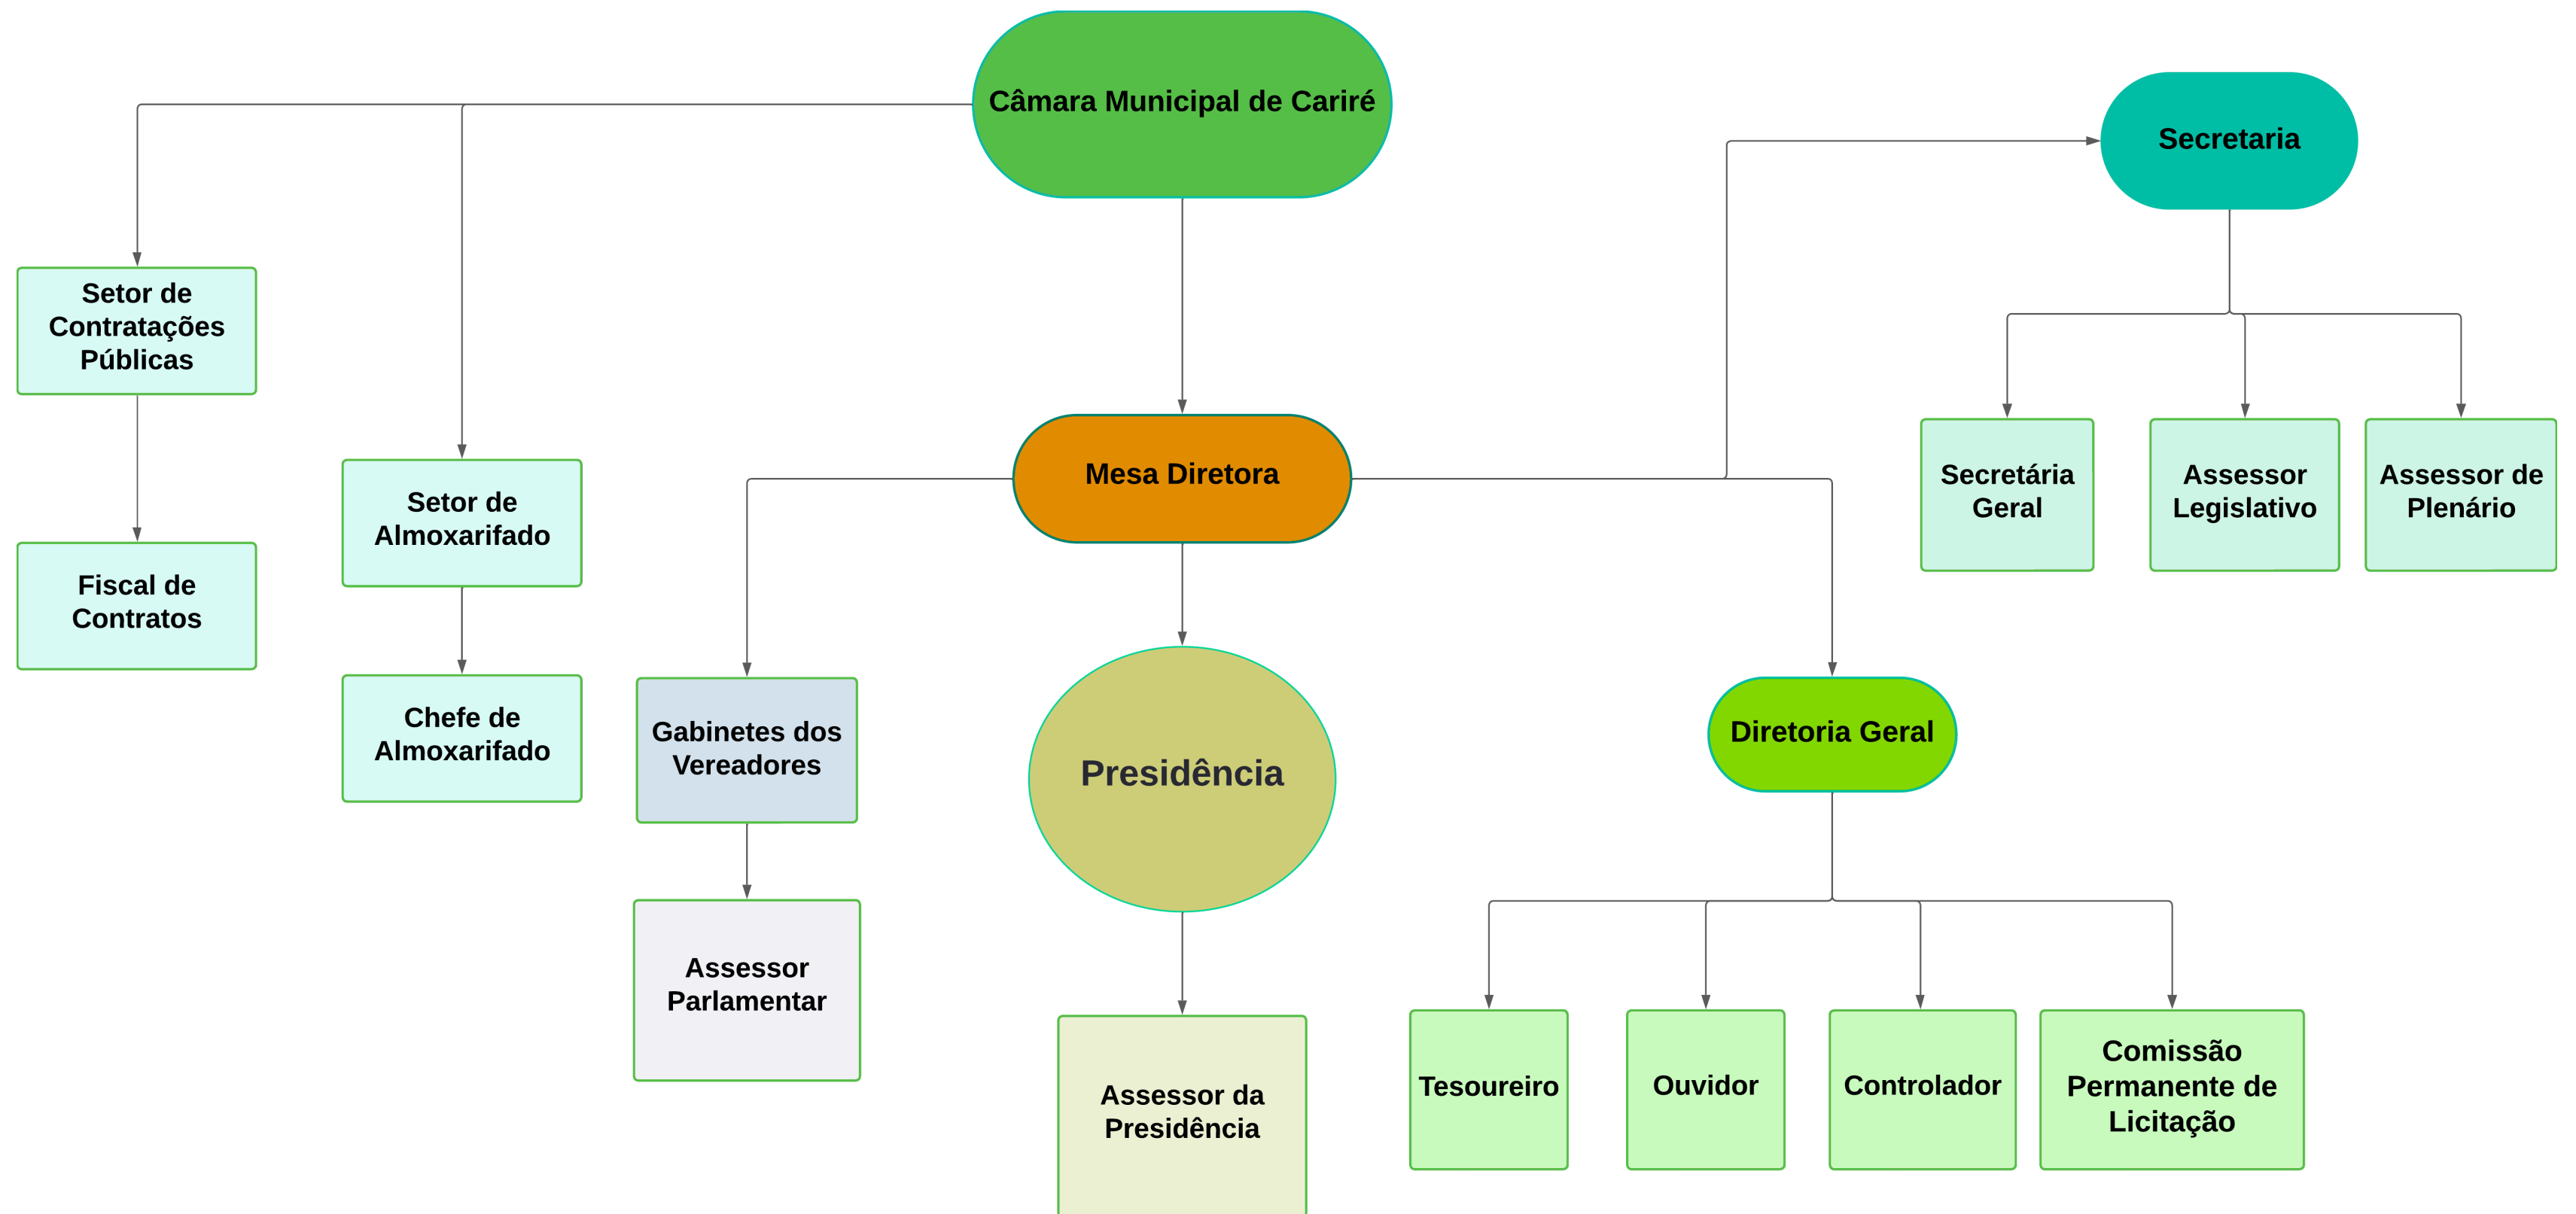 Câmara Municipal de Cariré
Secretaria
Setor de
Contratações
Públicas
Mesa Diretora
Secretária
Geral
Assessor
Legislativo
Assessor de
Plenário
Setor de
Almoxarifado
Fiscal de
Contratos
Chefe de
Almoxarifado
Gabinetes dos
Vereadores
Presidência
Diretoria Geral
Assessor
Parlamentar
Assessor da
Presidência
Tesoureiro
Ouvidor
Controlador
Comissão
Permanente de
Licitação